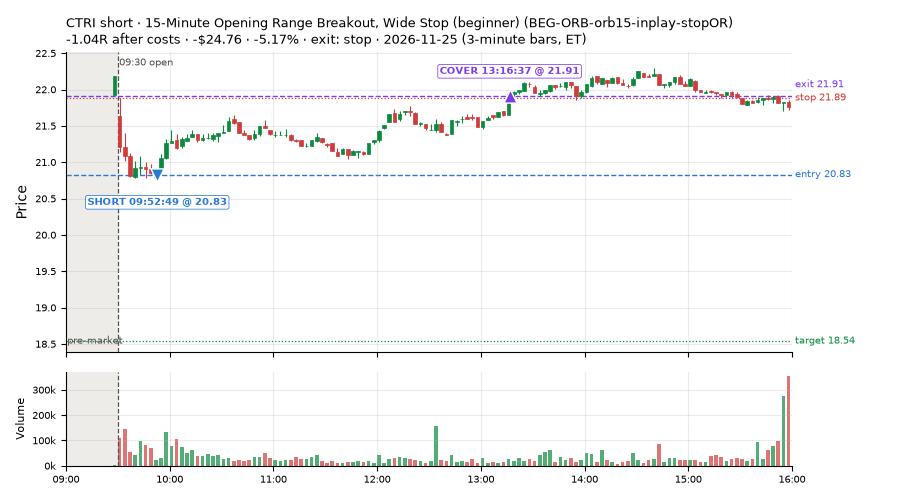 CTRI short · 15-Minute Opening Range Breakout, Wide Stop (beginner) (BEG-ORB-orb15-inplay-stopOR)
-1.04R after costs · -$24.76 · -5.17% · exit: stop · 2026-11-25 (3-minute bars, ET)
22.5
22.0
21.5
21.0
20.5
20.0
19.5
19.0
18.5
Price
09:30 open
COVER 13:16:37 @ 21.91
exit 21.91
stop 21.89
entry 20.83
SHORT 09:52:49 @ 20.83
pre-market
target 18.54
Volume
300k
200k
100k
0k
09:00
10:00
11:00
12:00
13:00
14:00
15:00
16:00